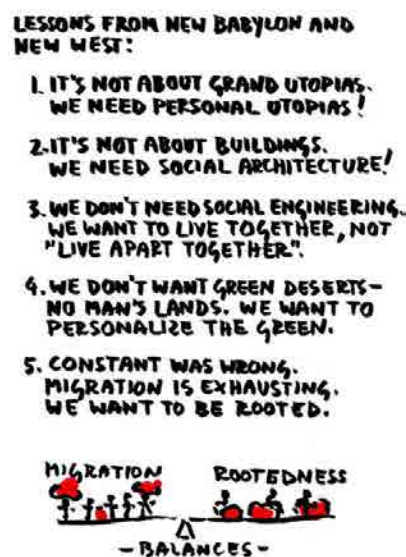 LESSONS FROM NEW BABYLON AND
NEW WEST:
1. IT'S NOT ABOUT GRAND UTOPIAS.
WE NEED PERSONAL UTOPIAS!
2. IT'S NOT ABOUT BUILDINGS.
WE NEED SOCIAL ARCHITECTURE!
3. WE DON'T NEED SOCIAL ENGINEERING.
WE WANT TO LIVE TOGETHER, NOT
"LIVE APART TOGETHER".
4. WE DON'T WANT GREEN DESERTS-
NO MAN'S LANDS. WE WANT TO
PERSONALIZE THE GREEN.
5. CONSTANT WAS WRONG.
MIGRATION IS EXHAUSTING.
WE WANT TO BE ROOTED.
MIGRATION ROOTEDNESS
- BALANCES -